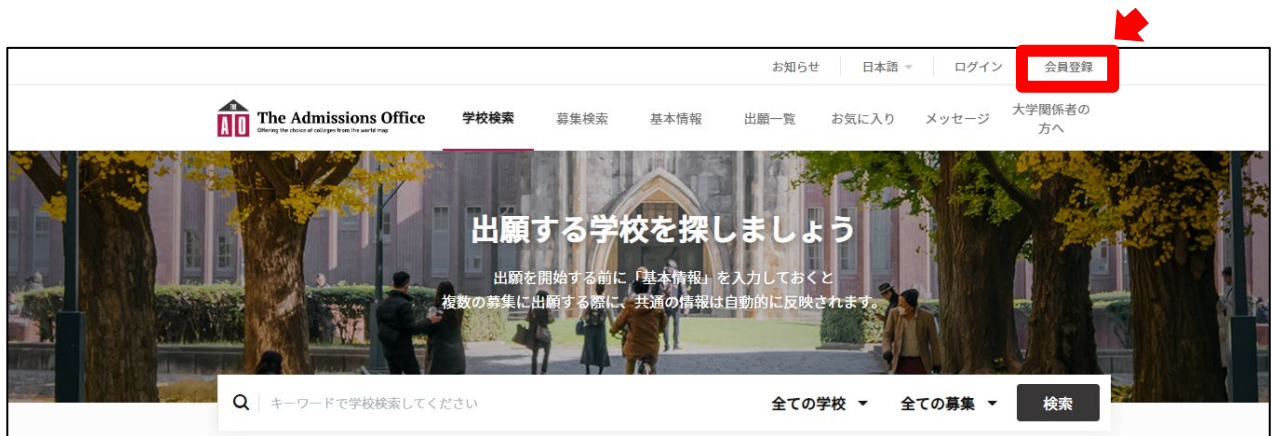 お知らせ 日本語 ログイン 会員登録
The Admissions Office 学校検索 募集検索 基本情報 出願一覧 お気に入り メッセージ 大学関係者の
方へ
THE
AO
Offering the choice of colleges from the world map
出願する学校を探しましょう
出願を開始する前に「基本情報」を入力しておくと
複数の募集に出願する際に、共通の情報は自動的に反映されます。
キーワードで学校検索してください 全ての学校 全ての募集 検索